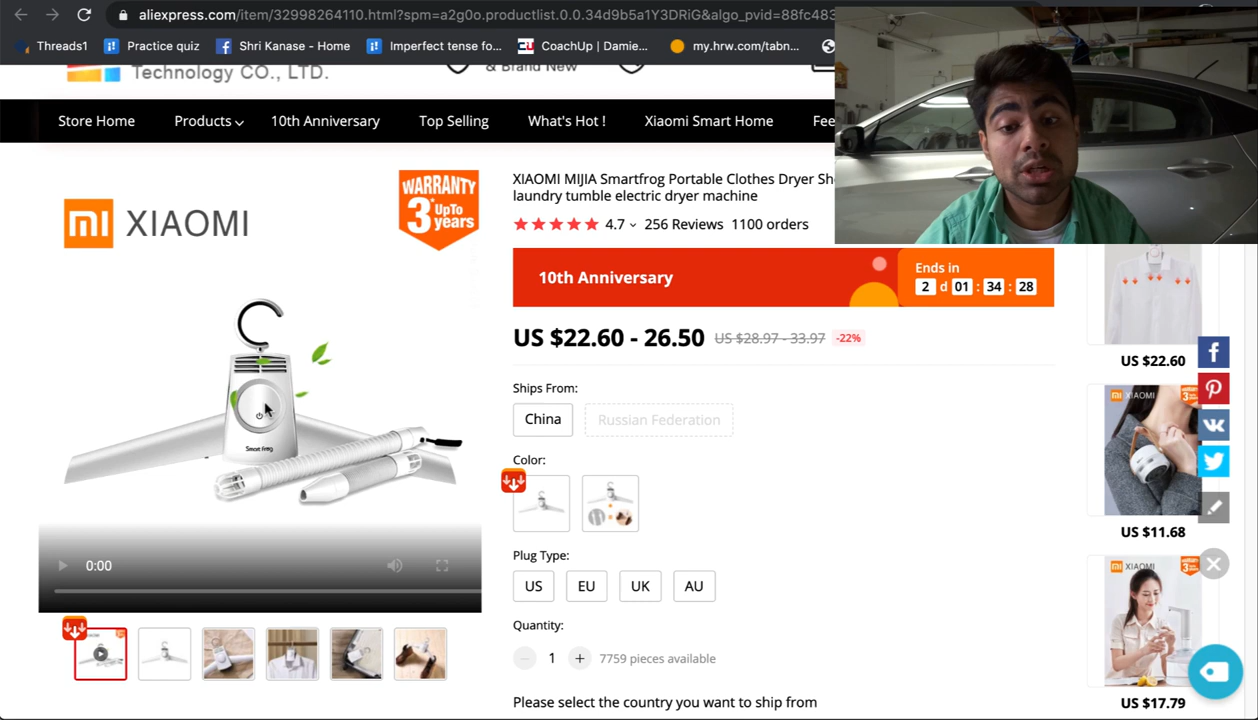 aliexpress.com/item/32998264110.html?spm=a2g0o.productlist.0.0.34d9b5a1Y3DRiG&algo_pvid=88fc483
Threads1
Practice quiz
Shri Kanase - Home
Imperfect tense fo...
CoachUp | Damie...
my.hrw.com/tabn...
Technology CO., LTD.
& Brand New
Store Home
Products
10th Anniversary
Top Selling
What's Hot !
Xiaomi Smart Home
Fee
XIAOMI
WARRANTY
3* UpTo
years
Smart Frog
0:00
XIAOMI MIJIA Smartfrog Portable Clothes Dryer Sh
laundry tumble electric dryer machine
4.7 256 Reviews 1100 orders
10th Anniversary
Ends in
2 d 01 : 34 : 28
US $22.60 - 26.50 US $28.97 - 33.97 -22%
Ships From:
China
Russian Federation
Color:
Plug Type:
US
EU
UK
AU
Quantity:
1
7759 pieces available
Please select the country you want to ship from
US $22.60
XIAOMI
US $11.68
XIAOMI
US $17.79